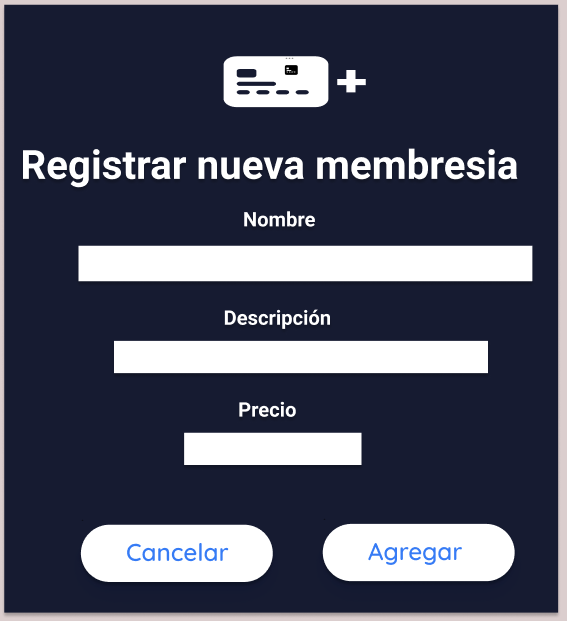 Registrar nueva membresia
Nombre
Descripción
Precio
Cancelar
Agregar